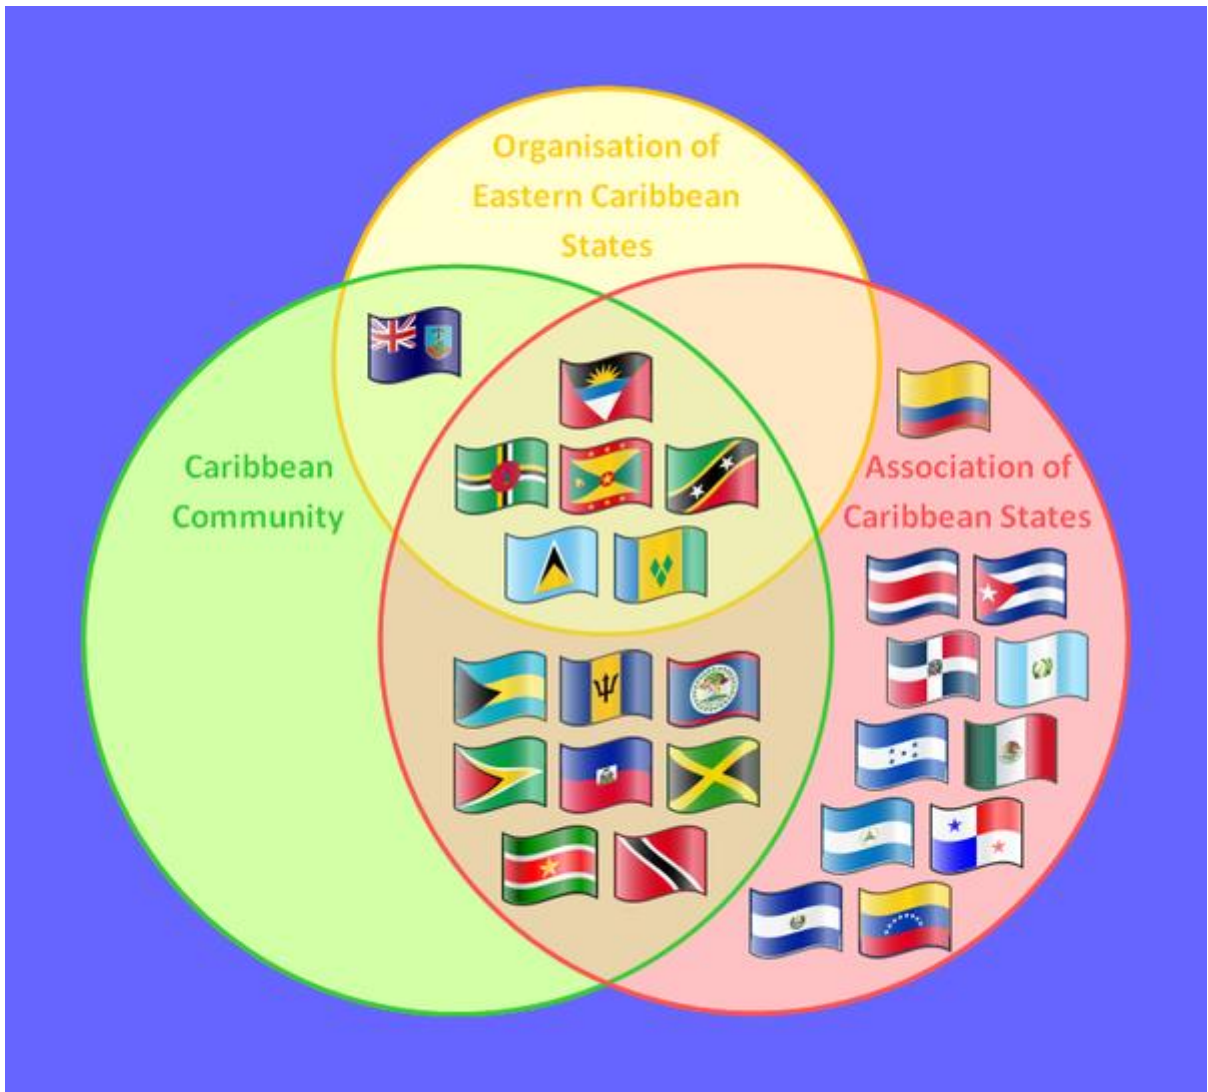 Organisation of
Eastern Caribbean
States
Caribbean
Community
Association of
Caribbean States